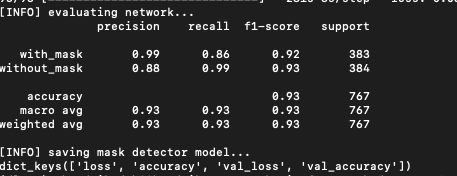 [INFO] evaluating network...
precision recall f1-score support
with_mask 0.99 0.86 0.92 383
without_mask 0.88 0.99 0.93 384
accuracy 0.93 767
macro avg 0.93 0.93 0.93 767
weighted avg 0.93 0.93 0.93 767
[INFO] saving mask detector model...
dict_keys(['loss', 'accuracy', 'val_loss', 'val_accuracy'])